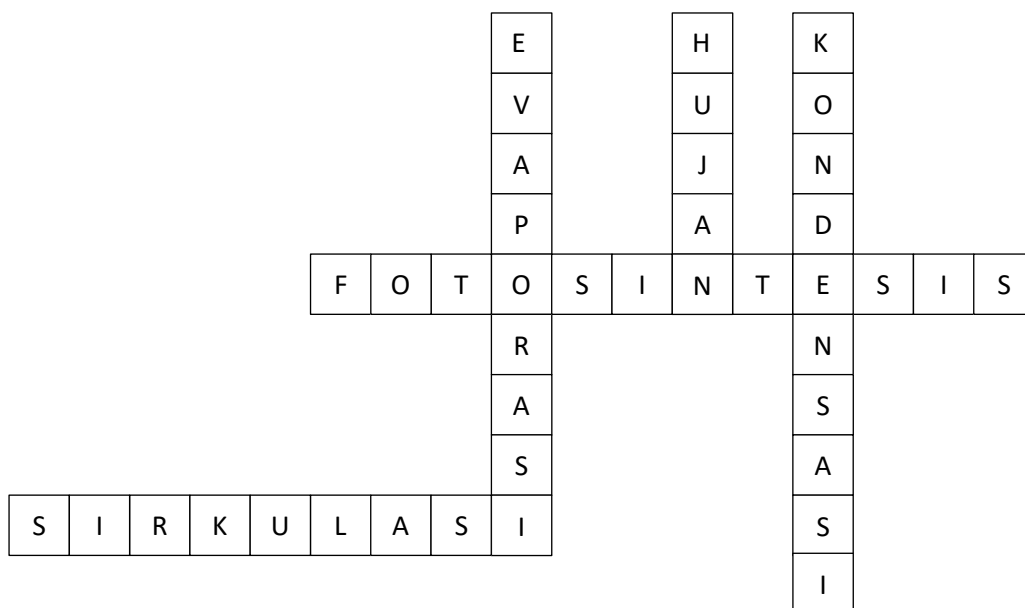 EVAPORASI
HUJAN
KONDENSASI
FOTOSINTESIS
SIRKULASI